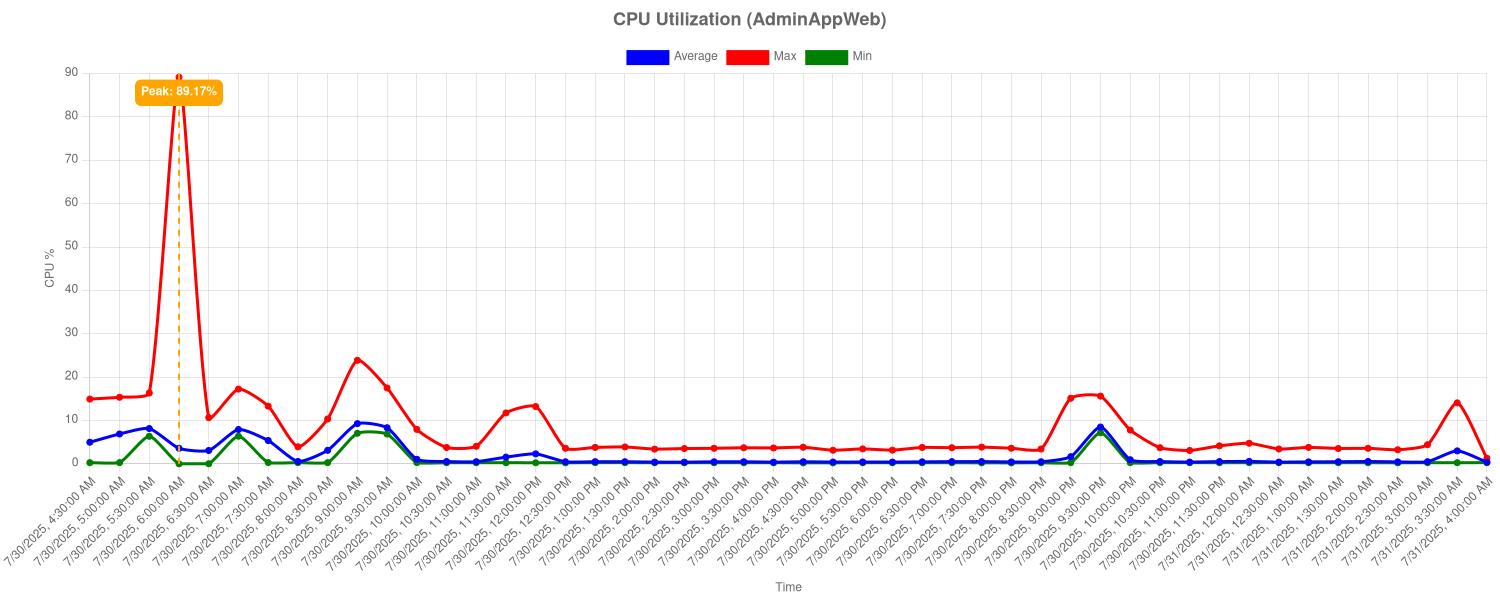 CPU Utilization (AdminAppWeb)
Average Max Min
90
Peak: 89.17%
80
70
60
50
CPU %
40
30
20
10
0
7/30/2025, 4:30:00 AM
7/30/2025, 5:00:00 AM
7/30/2025, 5:30:00 AM
7/30/2025, 6:00:00 AM
7/30/2025, 6:30:00 AM
7/30/2025, 7:00:00 AM
7/30/2025, 7:30:00 AM
7/30/2025, 8:00:00 AM
7/30/2025, 8:30:00 AM
7/30/2025, 9:00:00 AM
7/30/2025, 9:30:00 AM
7/30/2025, 10:00:00 AM
7/30/2025, 10:30:00 AM
7/30/2025, 11:00:00 AM
7/30/2025, 11:30:00 AM
7/30/2025, 12:00:00 PM
7/30/2025, 12:30:00 PM
7/30/2025, 1:00:00 PM
7/30/2025, 1:30:00 PM
7/30/2025, 2:00:00 PM
7/30/2025, 2:30:00 PM
7/30/2025, 3:00:00 PM
7/30/2025, 3:30:00 PM
7/30/2025, 4:00:00 PM
7/30/2025, 4:30:00 PM
7/30/2025, 5:00:00 PM
7/30/2025, 5:30:00 PM
7/30/2025, 6:00:00 PM
7/30/2025, 6:30:00 PM
7/30/2025, 7:00:00 PM
7/30/2025, 7:30:00 PM
7/30/2025, 8:00:00 PM
7/30/2025, 8:30:00 PM
7/30/2025, 9:00:00 PM
7/30/2025, 9:30:00 PM
7/30/2025, 10:00:00 PM
7/30/2025, 10:30:00 PM
7/30/2025, 11:00:00 PM
7/30/2025, 11:30:00 PM
7/31/2025, 12:00:00 AM
7/31/2025, 12:30:00 AM
7/31/2025, 1:00:00 AM
7/31/2025, 1:30:00 AM
7/31/2025, 2:00:00 AM
7/31/2025, 2:30:00 AM
7/31/2025, 3:00:00 AM
7/31/2025, 3:30:00 AM
7/31/2025, 4:00:00 AM
Time